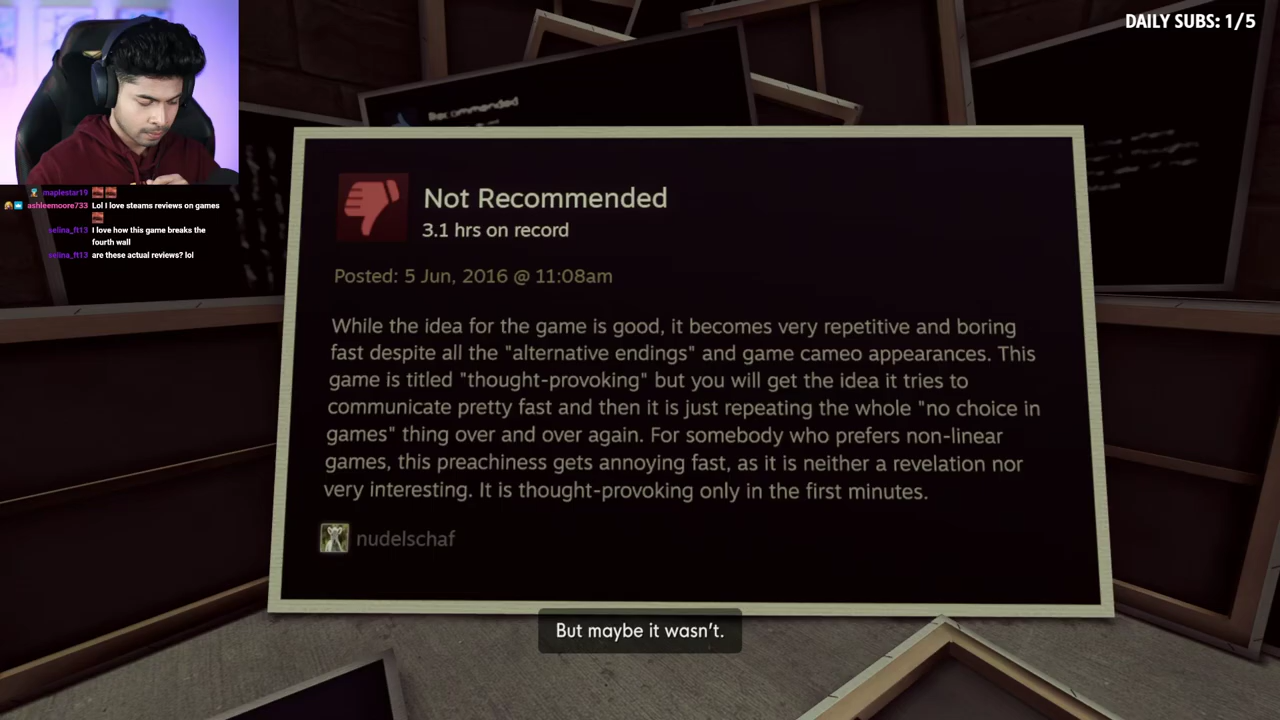 DAILY SUBS: 1/5
maplestar19
ashleemoore733 Lol I love steams reviews on games
selina_ft13 I love how this game breaks the
fourth wall
selina_ft13 are these actual reviews? lol
Recommended
Not Recommended
3.1 hrs on record
Posted: 5 Jun, 2016 @ 11:08am
While the idea for the game is good, it becomes very repetitive and boring
fast despite all the "alternative endings" and game cameo appearances. This
game is titled "thought-provoking" but you will get the idea it tries to
communicate pretty fast and then it is just repeating the whole "no choice in
games" thing over and over again. For somebody who prefers non-linear
games, this preachiness gets annoying fast, as it is neither a revelation nor
very interesting. It is thought-provoking only in the first minutes.
nudelschaf
But maybe it wasn't.